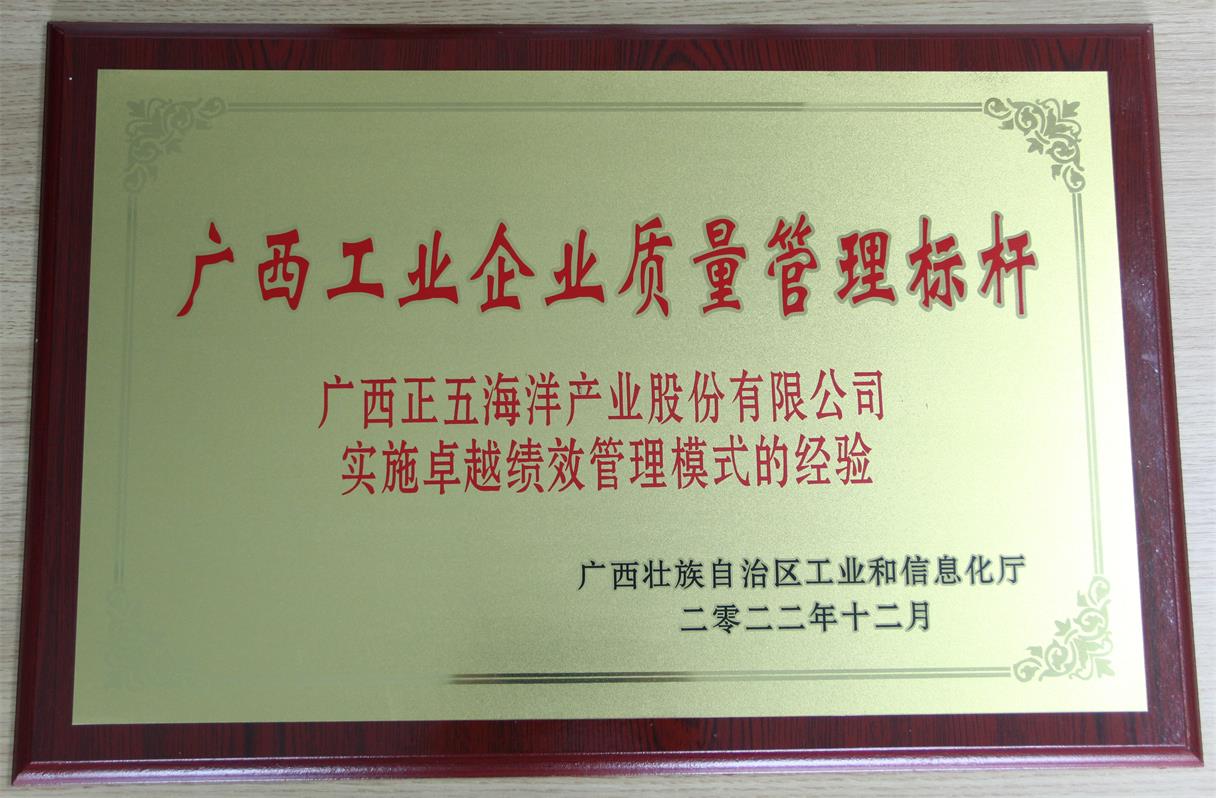 广西工业企业质量管理标杆
广西正五海洋产业股份有限公司
实施卓越绩效管理模式的经验
广西壮族自治区工业和信息化厅
二零二二年十二月